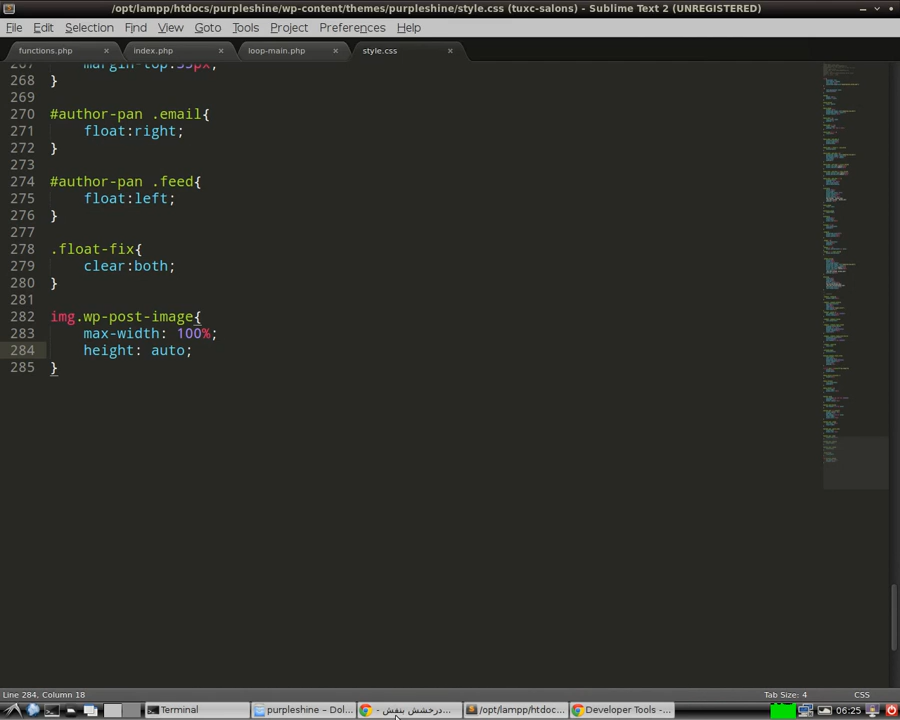 /opt/lampp/htdocs/purpleshine/wp-content/themes/purpleshine/style.css (tuxc-salons) - Sublime Text 2 (UNREGISTERED)
File Edit Selection Find View Goto Tools Project Preferences Help
functions.php × index.php × loop-main.php × style.css ×
267 margin-top:35px;
268 }
269
270 #author-pan .email{
271 float:right;
272 }
273
274 #author-pan .feed{
275 float:left;
276 }
277
278 .float-fix{
279 clear:both;
280 }
281
282 img.wp-post-image{
283 max-width: 100%;
284 height: auto;
285 }
Line 284, Column 18 Tab Size: 4 CSS
Terminal purpleshine – Dol... درخشش بنفش - ... /opt/lampp/htdoc... Developer Tools - ... 06:25